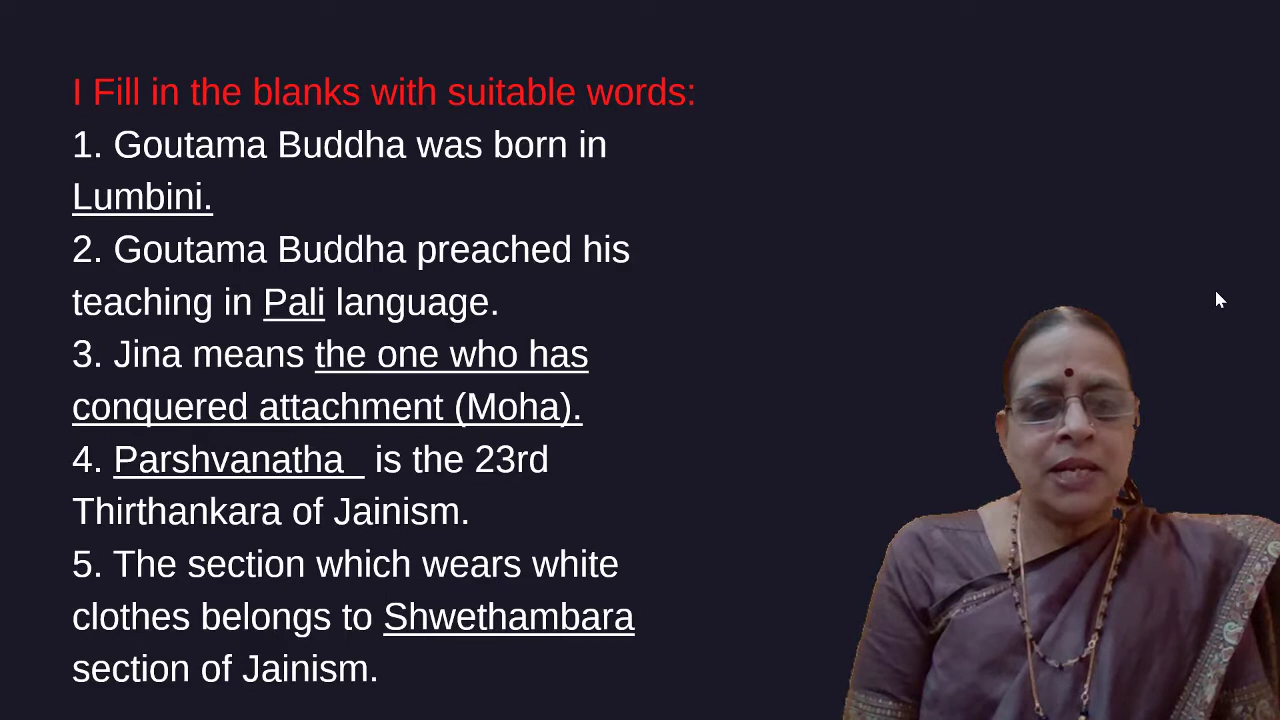 I Fill in the blanks with suitable words:
1. Goutama Buddha was born in
Lumbini.
2. Goutama Buddha preached his
teaching in Pali language.
3. Jina means the one who has
conquered attachment (Moha).
4. Parshvanatha is the 23rd
Thirthankara of Jainism.
5. The section which wears white
clothes belongs to Shwethambara
section of Jainism.